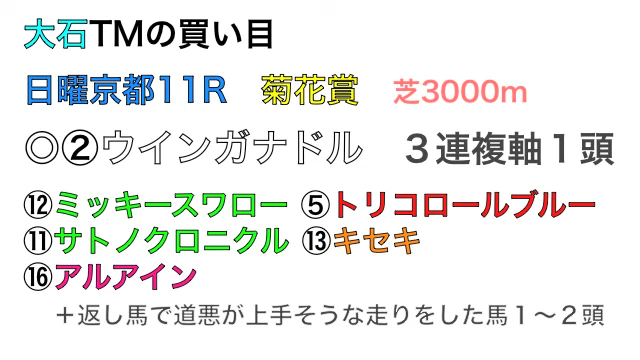 大石TMの買い目
日曜京都11R 菊花賞 芝3000m
◎②ウインガナドル ３連複軸１頭
⑫ミッキースワロー ⑤トリコロールブルー
⑪サトノクロニクル ⑬キセキ
⑯アルアイン
＋返し馬で道悪が上手そうな走りをした馬１～２頭